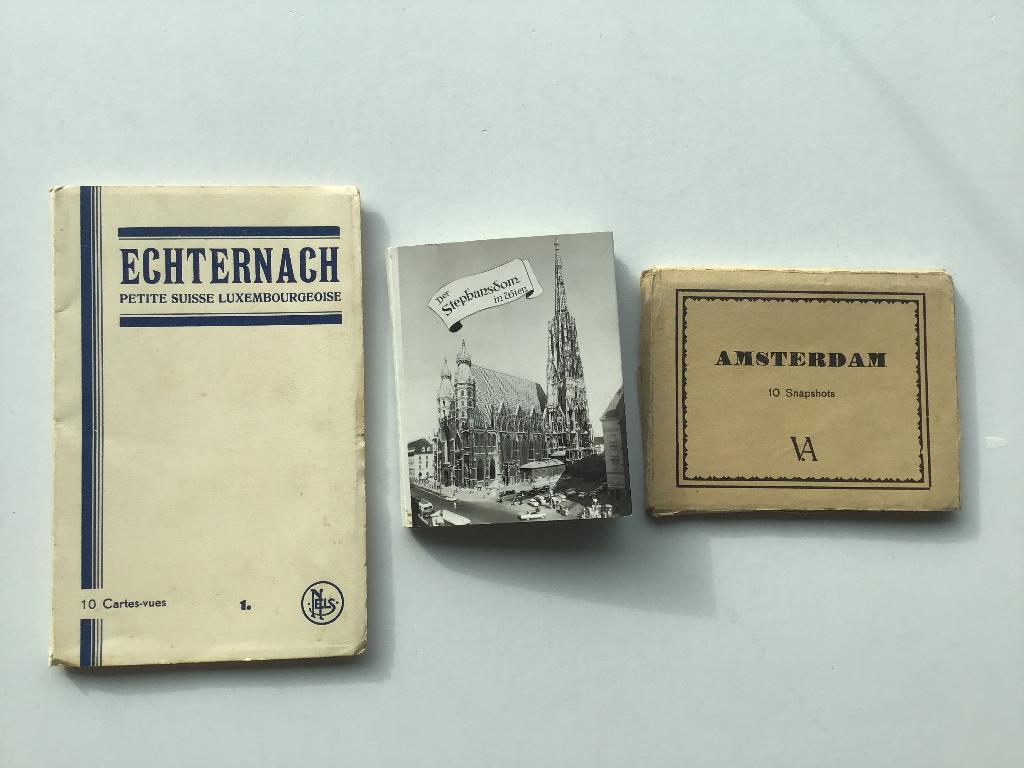 ECHTERNACH
PETITE SUISSE LUXEMBOURGEOISE
10 Cartes-vues
1.
NELS
Der
Stephansdom
in Wien
AMSTERDAM
10 Snapshots
VA